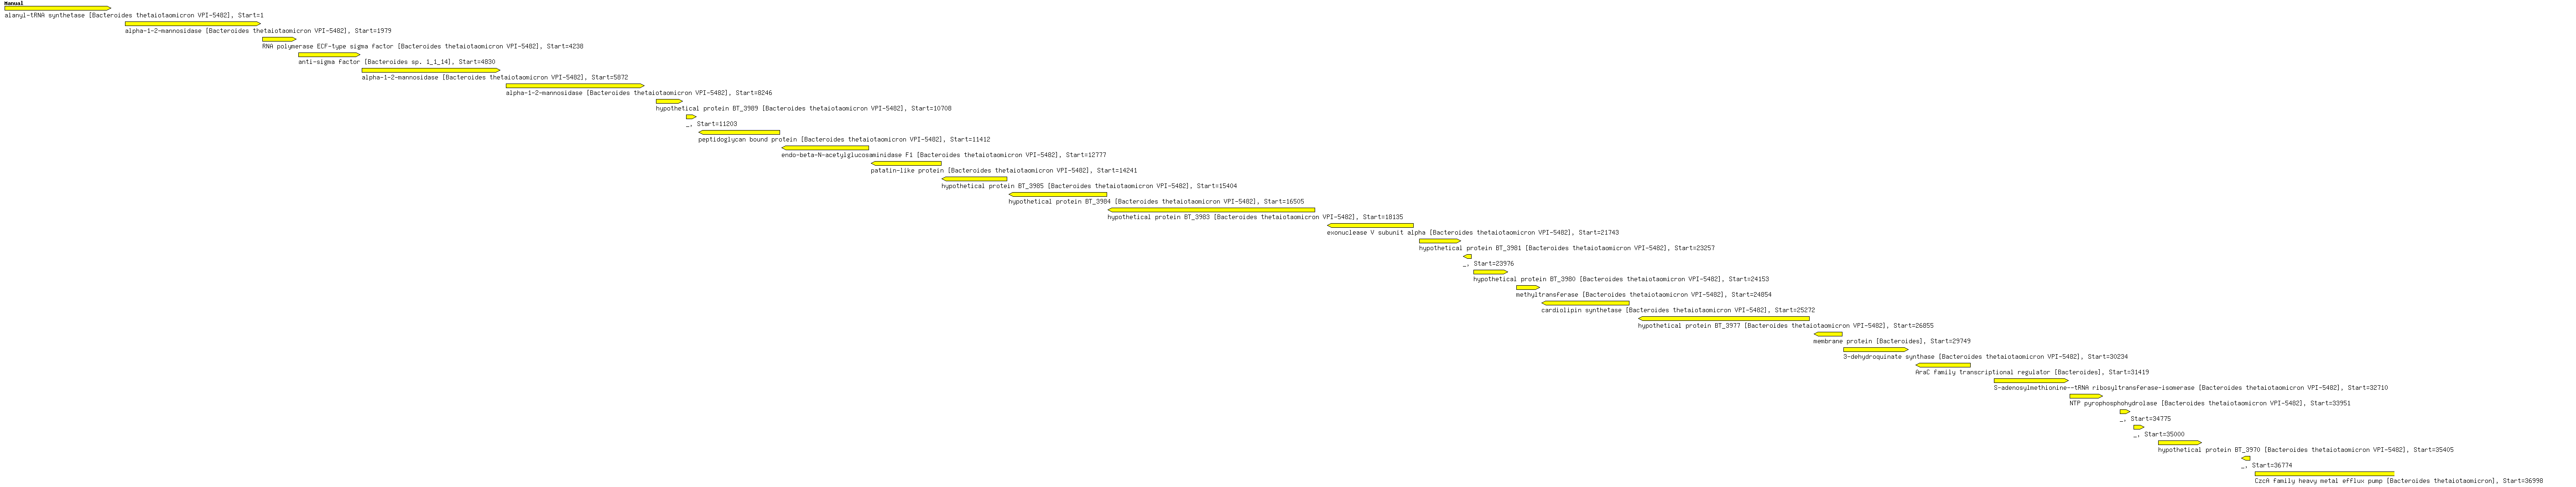 Manual
alanyl-tRNA synthetase [Bacteroides thetaiotaomicron VPI-5482], Start=1
alpha-1-2-mannosidase [Bacteroides thetaiotaomicron VPI-5482], Start=1979
RNA polymerase ECF-type sigma factor [Bacteroides thetaiotaomicron VPI-5482], Start=4238
anti-sigma factor [Bacteroides sp. 1_1_14], Start=4830
alpha-1-2-mannosidase [Bacteroides thetaiotaomicron VPI-5482], Start=5872
alpha-1-2-mannosidase [Bacteroides thetaiotaomicron VPI-5482], Start=8246
hypothetical protein BT_3989 [Bacteroides thetaiotaomicron VPI-5482], Start=10708
_, Start=11203
peptidoglycan bound protein [Bacteroides thetaiotaomicron VPI-5482], Start=11412
endo-beta-N-acetylglucosaminidase F1 [Bacteroides thetaiotaomicron VPI-5482], Start=12777
patatin-like protein [Bacteroides thetaiotaomicron VPI-5482], Start=14241
hypothetical protein BT_3985 [Bacteroides thetaiotaomicron VPI-5482], Start=15404
hypothetical protein BT_3984 [Bacteroides thetaiotaomicron VPI-5482], Start=16505
hypothetical protein BT_3983 [Bacteroides thetaiotaomicron VPI-5482], Start=18135
exonuclease V subunit alpha [Bacteroides thetaiotaomicron VPI-5482], Start=21743
hypothetical protein BT_3981 [Bacteroides thetaiotaomicron VPI-5482], Start=23257
_, Start=23976
hypothetical protein BT_3980 [Bacteroides thetaiotaomicron VPI-5482], Start=24153
methyltransferase [Bacteroides thetaiotaomicron VPI-5482], Start=24854
cardiolipin synthetase [Bacteroides thetaiotaomicron VPI-5482], Start=25272
hypothetical protein BT_3977 [Bacteroides thetaiotaomicron VPI-5482], Start=26855
membrane protein [Bacteroides], Start=29749
3-dehydroquinate synthase [Bacteroides thetaiotaomicron VPI-5482], Start=30234
AraC family transcriptional regulator [Bacteroides], Start=31419
S-adenosylmethionine--tRNA ribosyltransferase-isomerase [Bacteroides thetaiotaomicron VPI-5482], Start=32710
NTP pyrophosphohydrolase [Bacteroides thetaiotaomicron VPI-5482], Start=33951
_, Start=34775
_, Start=35000
hypothetical protein BT_3970 [Bacteroides thetaiotaomicron VPI-5482], Start=35405
_, Start=36774
CzcA family heavy metal efflux pump [Bacteroides thetaiotaomicron], Start=36998